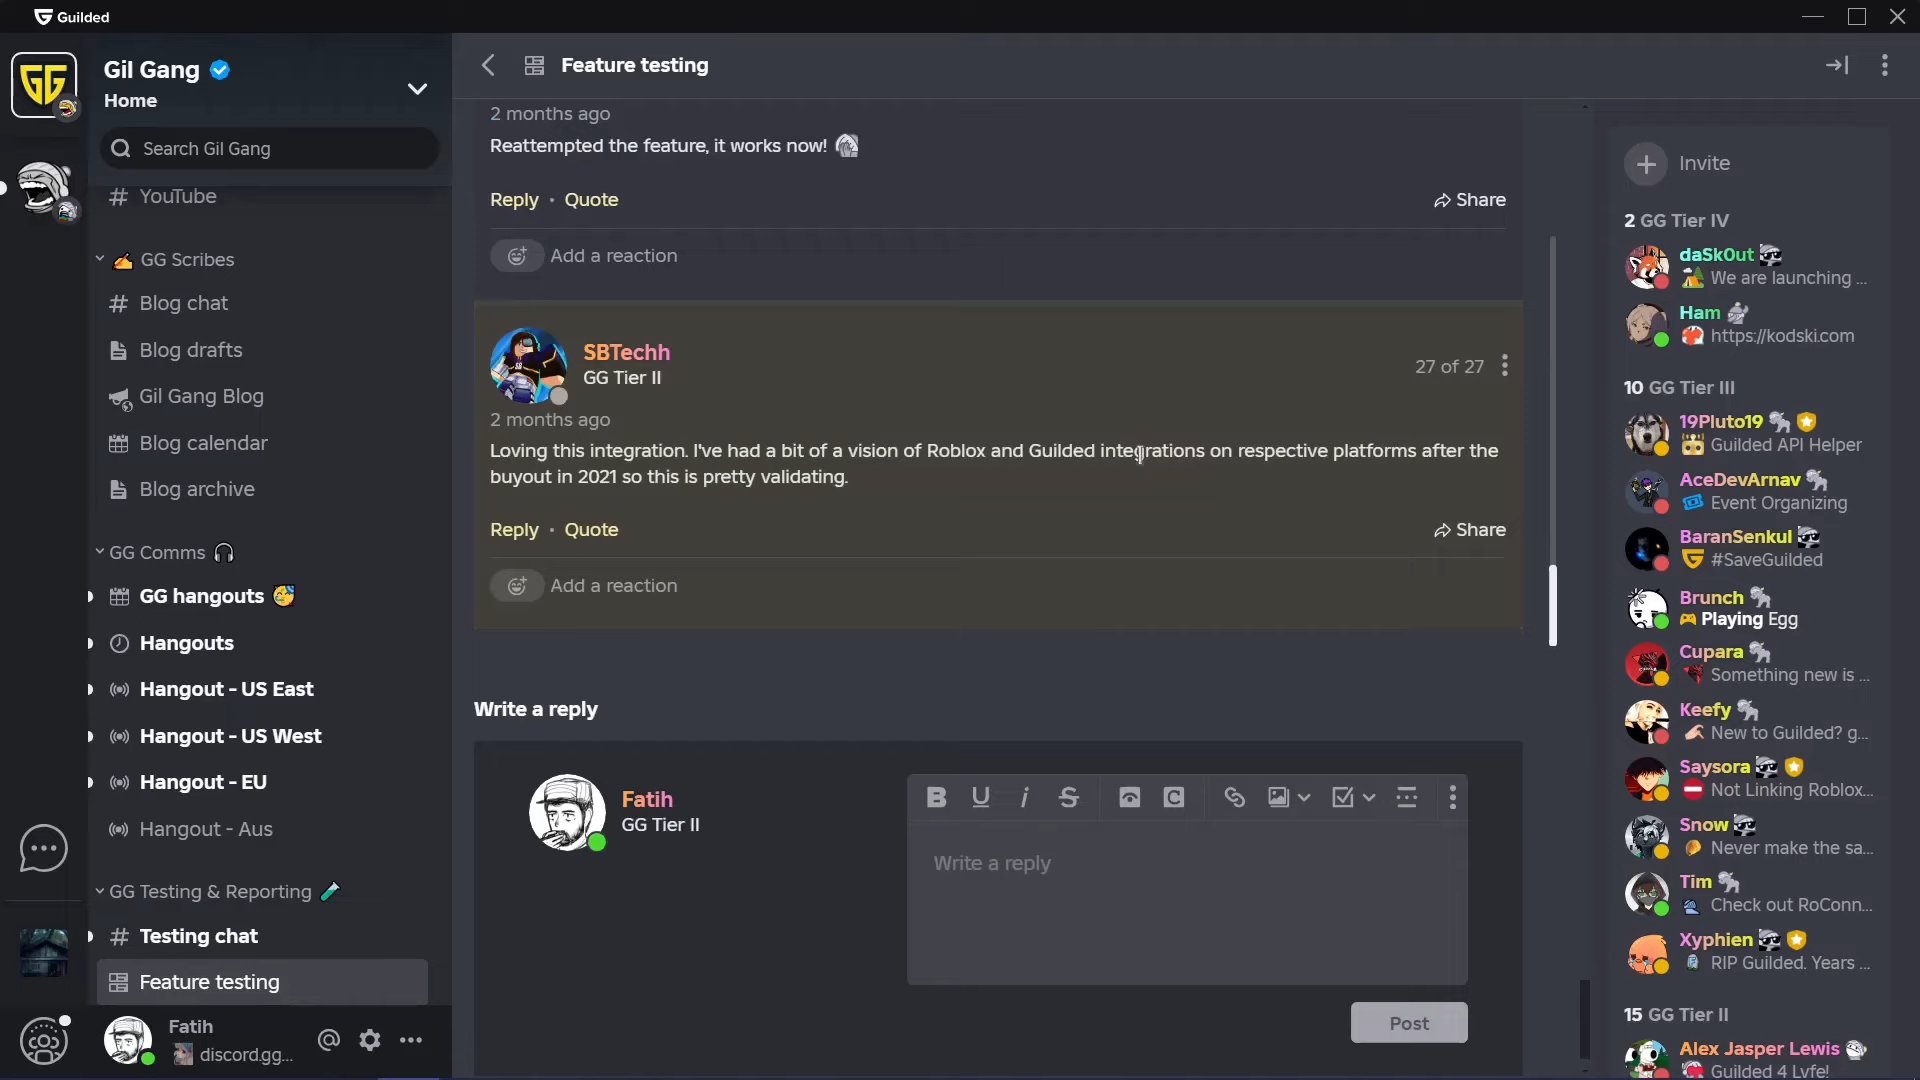 Guilded
Gil Gang
Home
Search Gil Gang
YouTube
GG Scribes
Blog chat
Blog drafts
Gil Gang Blog
Blog calendar
Blog archive
GG Comms
GG hangouts
Hangouts
Hangout - US East
Hangout - US West
Hangout - EU
Hangout - Aus
GG Testing & Reporting
Testing chat
Feature testing
Fatih
discord.gg...
Feature testing
2 months ago
Reattempted the feature, it works now!
Reply • Quote
Share
Add a reaction
SBTechh
GG Tier II
27 of 27
2 months ago
Loving this integration. I've had a bit of a vision of Roblox and Guilded integrations on respective platforms after the
buyout in 2021 so this is pretty validating.
Reply • Quote
Share
Add a reaction
Write a reply
Fatih
GG Tier II
Write a reply
Post
Invite
2 GG Tier IV
daSk0ut
We are launching ...
Ham
https://kodski.com
10 GG Tier III
19Pluto19
Guilded API Helper
AceDevArnav
Event Organizing
BaranSenkul
#SaveGuilded
Brunch
Playing Egg
Cupara
Something new is ...
Keefy
New to Guilded? g...
Saysora
Not Linking Roblox...
Snow
Never make the sa...
Tim
Check out RoConn...
Xyphien
RIP Guilded. Years ...
15 GG Tier II
Alex Jasper Lewis
Guilded 4 Lyfe!